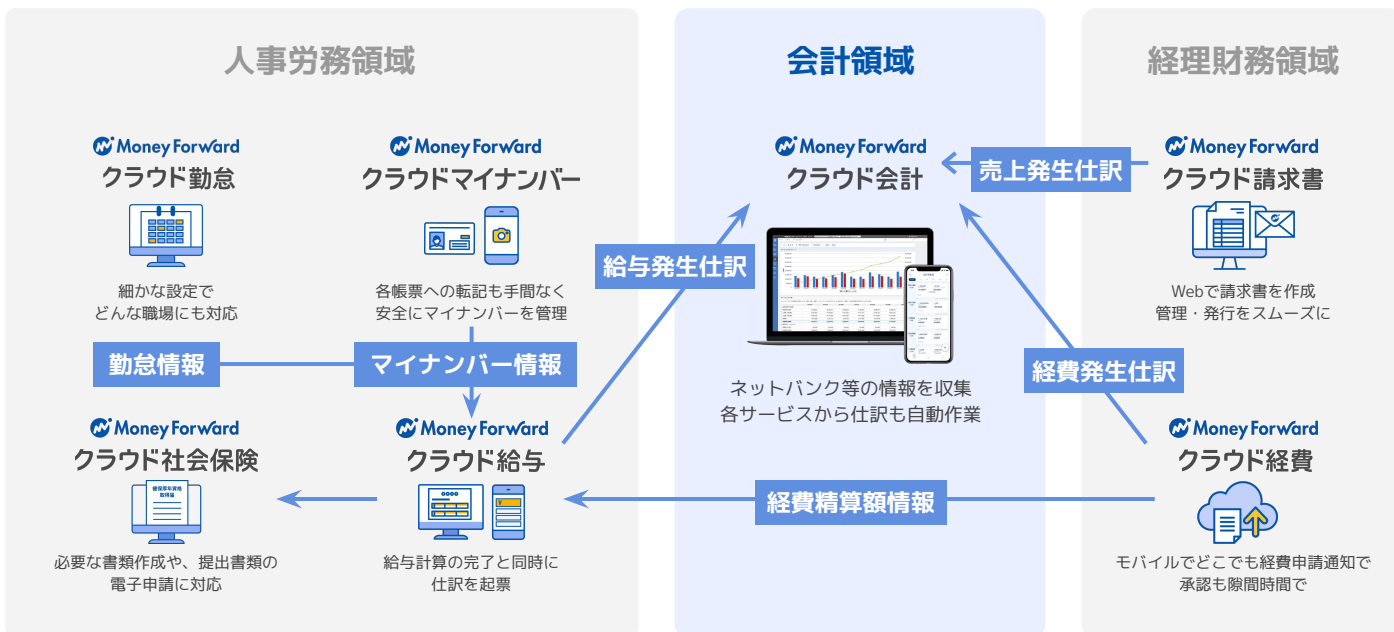 人事労務領域
Money Forward
クラウド勤怠
細かな設定で
どんな職場にも対応
Money Forward
クラウドマイナンバー
各帳票への転記も手間なく
安全にマイナンバーを管理
勤怠情報
マイナンバー情報
Money Forward
クラウド社会保険
健保厚年資格
取得届
必要な書類作成や、提出書類の
電子申請に対応
Money Forward
クラウド給与
給与計算の完了と同時に
仕訳を起票
給与発生仕訳
会計領域
Money Forward
クラウド会計
ネットバンク等の情報を収集
各サービスから仕訳も自動作業
売上発生仕訳
経費発生仕訳
経費精算額情報
経理財務領域
Money Forward
クラウド請求書
Webで請求書を作成
管理・発行をスムーズに
Money Forward
クラウド経費
モバイルでどこでも経費申請通知で
承認も隙間時間で